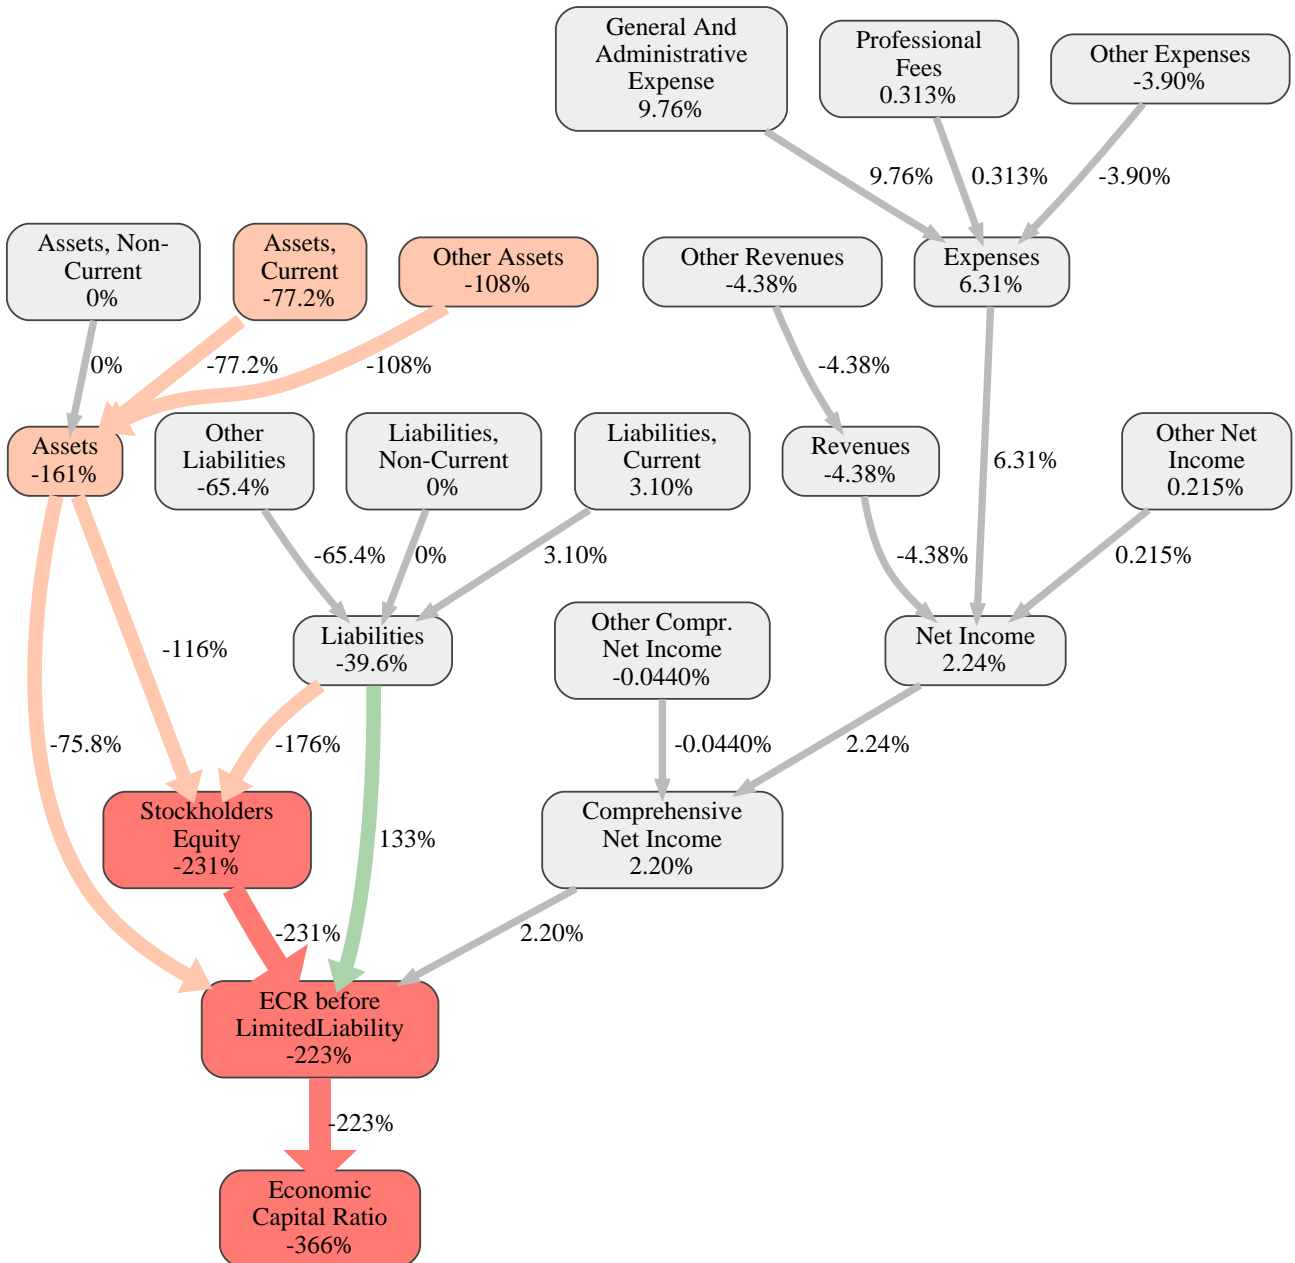 General And
Administrative
Expense
9.76%
Professional
Fees
0.313%
Other Expenses
-3.90%
9.76%
0.313%
-3.90%
Assets, Non-
Current
0%
Assets,
Current
-77.2%
Other Assets
-108%
Other Revenues
-4.38%
Expenses
6.31%
0%
-77.2%
-108%
-4.38%
6.31%
Assets
-161%
Other
Liabilities
-65.4%
Liabilities,
Non-Current
0%
Liabilities,
Current
3.10%
Revenues
-4.38%
Other Net
Income
0.215%
-65.4%
0%
3.10%
-4.38%
0.215%
-116%
Liabilities
-39.6%
Other Compr.
Net Income
-0.0440%
Net Income
2.24%
-75.8%
-176%
133%
-0.0440%
2.24%
Stockholders
Equity
-231%
Comprehensive
Net Income
2.20%
-231%
2.20%
ECR before
LimitedLiability
-223%
-223%
Economic
Capital Ratio
-366%